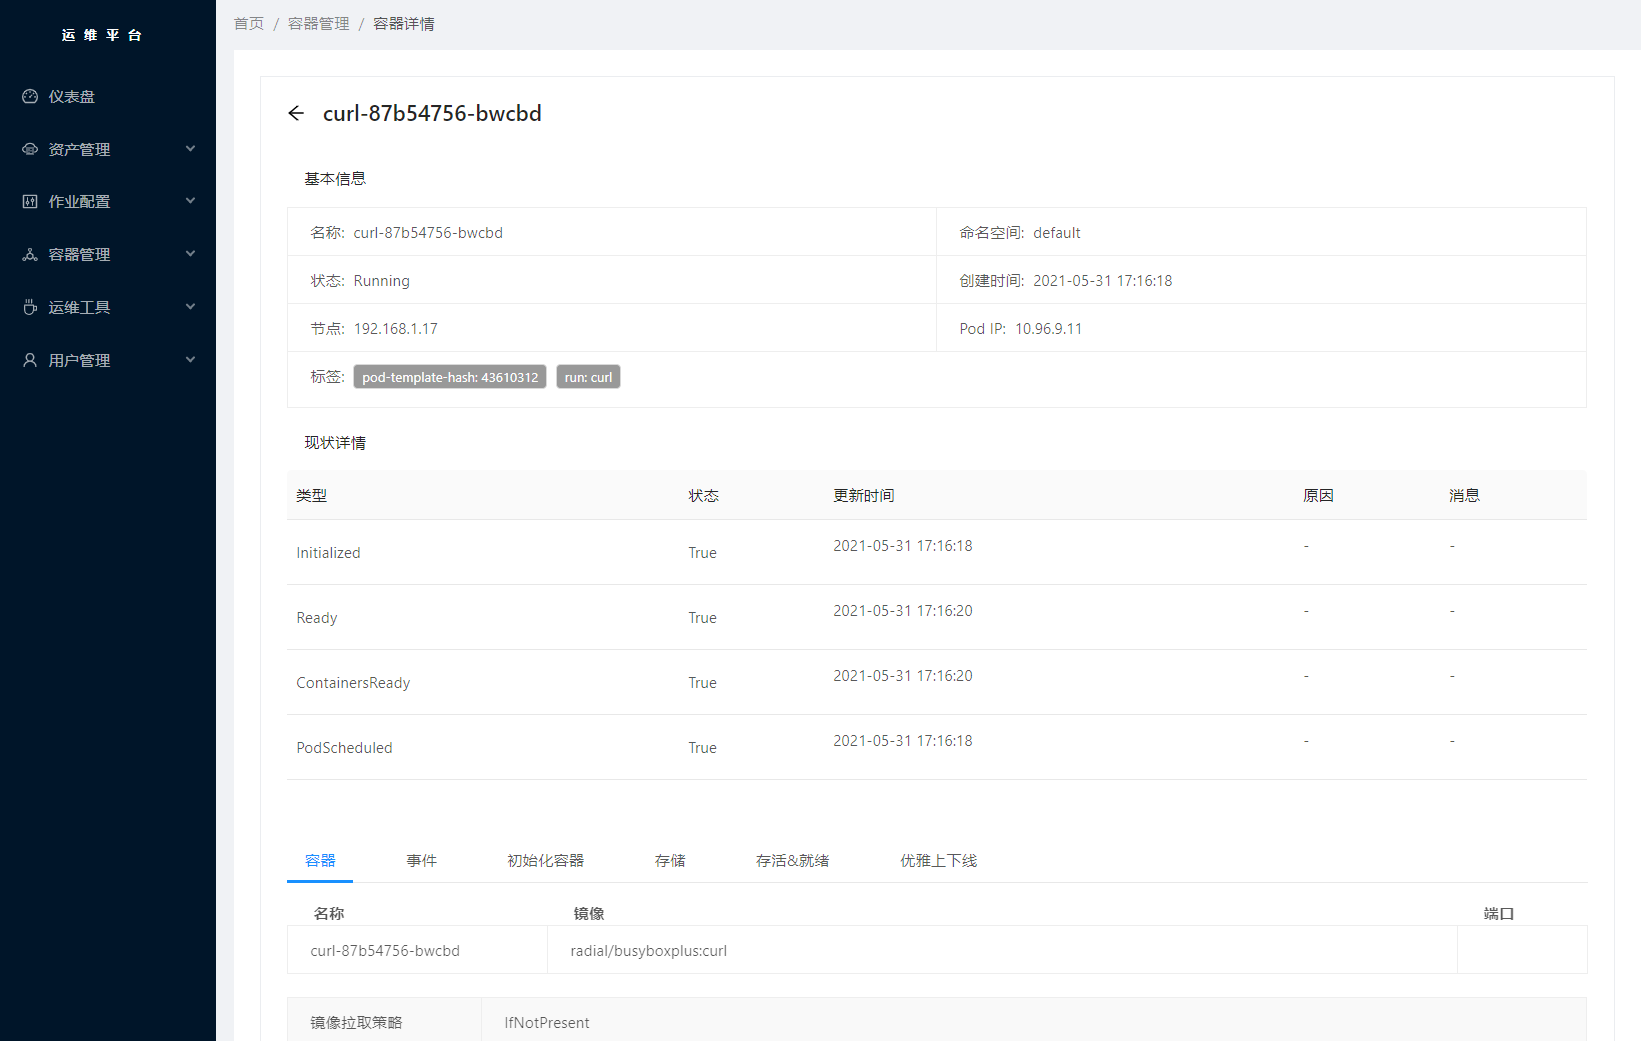 运维平台
首页 / 容器管理 / 容器详情
仪表盘
资产管理
作业配置
容器管理
运维工具
用户管理
curl-87b54756-bwcbd
基本信息
名称: curl-87b54756-bwcbd 命名空间: default
状态: Running 创建时间: 2021-05-31 17:16:18
节点: 192.168.1.17 Pod IP: 10.96.9.11
标签: pod-template-hash: 43610312 run: curl
现状详情
类型 状态 更新时间 原因 消息
Initialized True 2021-05-31 17:16:18 - -
Ready True 2021-05-31 17:16:20 - -
ContainersReady True 2021-05-31 17:16:20 - -
PodScheduled True 2021-05-31 17:16:18 - -
容器 事件 初始化容器 存储 存活&就绪 优雅上下线
名称 镜像 端口
curl-87b54756-bwcbd radial/busyboxplus:curl
镜像拉取策略 IfNotPresent